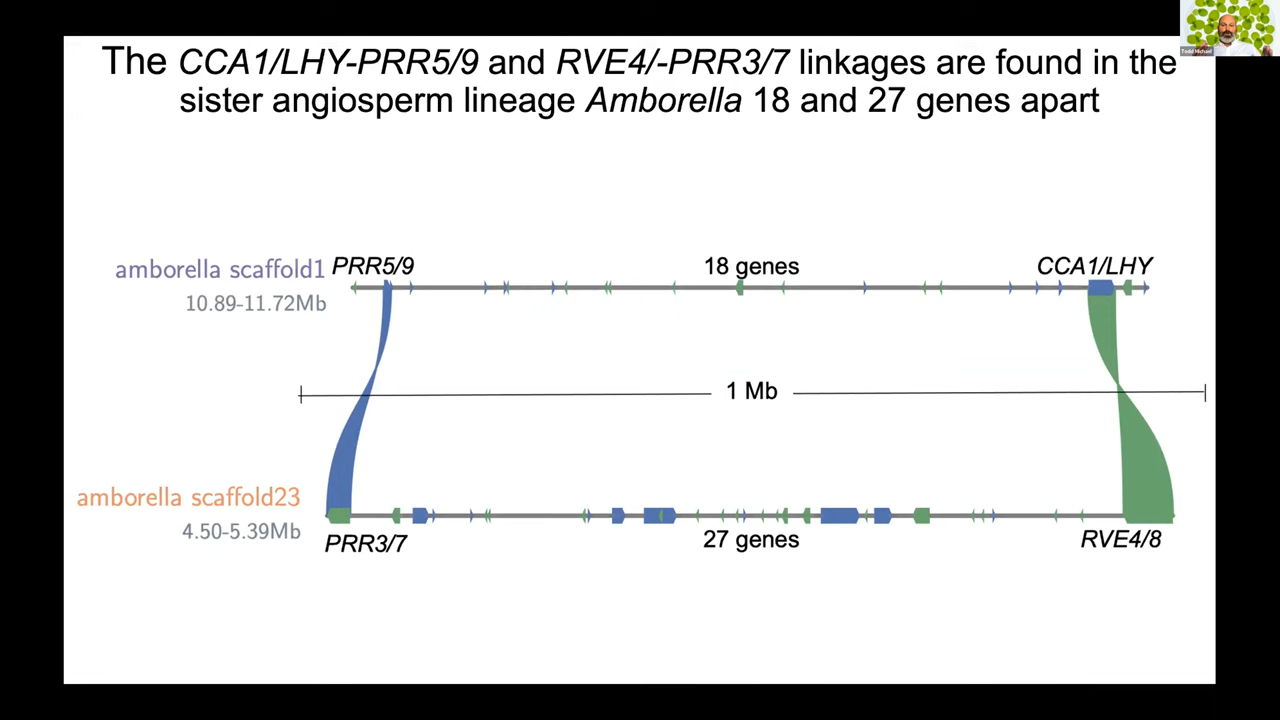 The CCA1/LHY-PRR5/9 and RVE4/-PRR3/7 linkages are found in the
sister angiosperm lineage Amborella 18 and 27 genes apart
Todd Michael
amborella scaffold1
10.89-11.72Mb
PRR5/9
18 genes
CCA1/LHY
1 Mb
amborella scaffold23
4.50-5.39Mb
PRR3/7
27 genes
RVE4/8